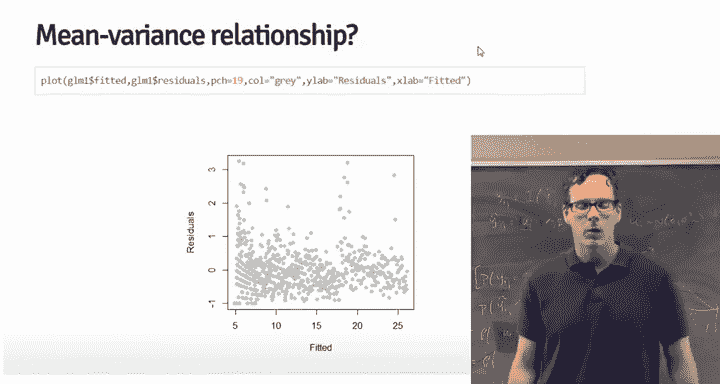 Mean-variance relationship?
plot(glm1$fitted,glm1$residuals,pch=19,col="grey",ylab="Residuals",xlab="Fitted")
3
2
1
0
-1
Residuals
5 10 15 20 25
Fitted